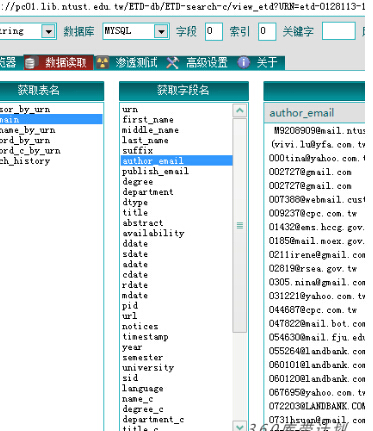 ://pc01.lib.ntust.edu.tw/ETD-db/ETD-search-c/view_etd?URN=etd-0128113-1
tring 数据库 MYSQL 字段 0 索引 0 关键字
览器 数据读取 渗透测试 高级设置 关于
获取表名
sor_by_urn
main
name_by_urn
ord_by_urn
ord_c_by_urn
ch_history
获取字段名
urn
first_name
middle_name
last_name
suffix
author_email
publish_email
degree
department
dtype
title
abstract
availability
ddate
sdate
adate
cdate
rdate
mdate
pid
url
notices
timestamp
year
semester
university
sid
language
name_c
degree_c
department_c
title_c
author_email
M9208909@mail.ntus
(vivi.lu@yfa.com.tw
000tina@yahoo.com.t
002727@gmail.com
002727@gmail.com
007388@webmail.cust
009237@cpc.com.tw
01432@ems.hccg.gov.
0185@mail.moex.gov.
0211irene@gmail.com
02819@rsea.gov.tw
0305.nina@gmail.com
031221@yahoo.com.tw
044687@cpc.com.tw
0478220@mail.bot.com
054630@mail.fju.edu
055264@landbank.com
060101@landbank.com
060120@landbank.com
067695@yahoo.com.tw
072203@LANDBANK.COM
0731hsuan@gmail.com